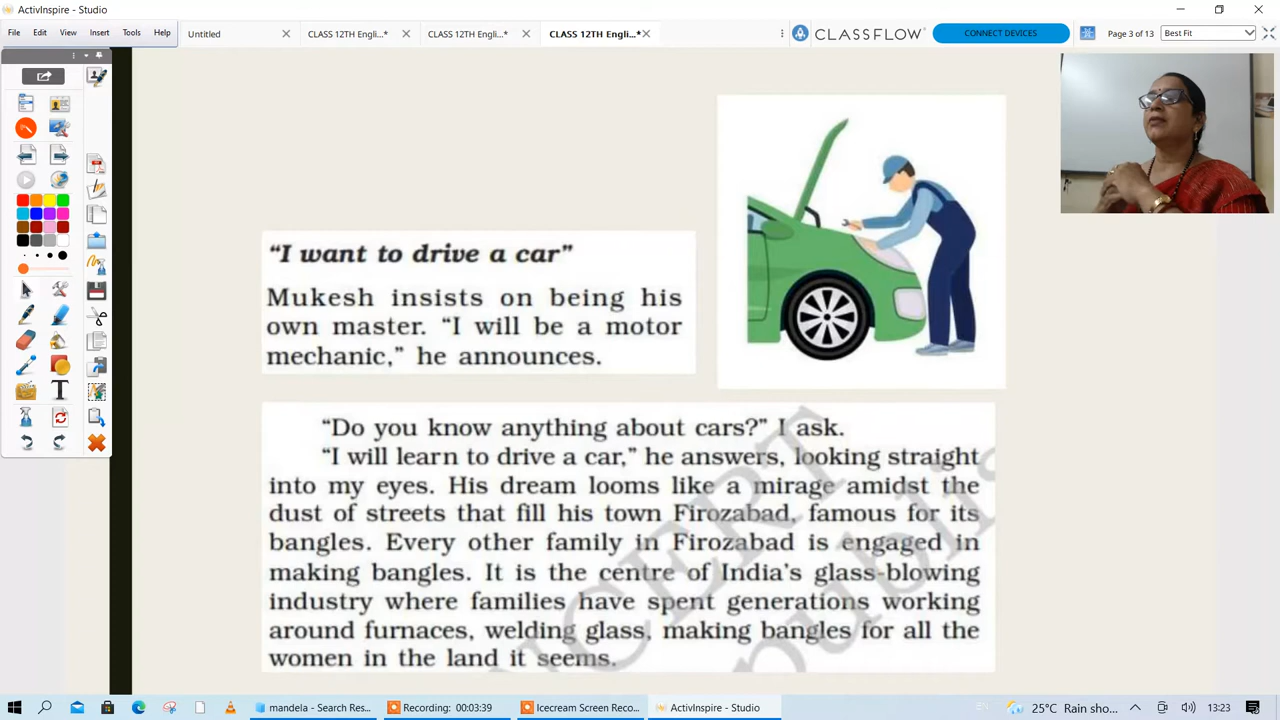 ActivInspire - Studio
File Edit View Insert Tools Help
Untitled
CLASS 12TH Engli...*
CLASS 12TH Engli...*
CLASS 12TH Engli...*
CLASSFLOW
CONNECT DEVICES
Page 3 of 13
Best Fit
“I want to drive a car”
Mukesh insists on being his
own master. “I will be a motor
mechanic,” he announces.
“Do you know anything about cars?” I ask.
“I will learn to drive a car,” he answers, looking straight
into my eyes. His dream looms like a mirage amidst the
dust of streets that fill his town Firozabad, famous for its
bangles. Every other family in Firozabad is engaged in
making bangles. It is the centre of India’s glass-blowing
industry where families have spent generations working
around furnaces, welding glass, making bangles for all the
women in the land it seems.
mandela - Search Res...
Recording: 00:03:39
Icecream Screen Reco...
ActivInspire - Studio
25°C Rain sho...
ENG
13:23